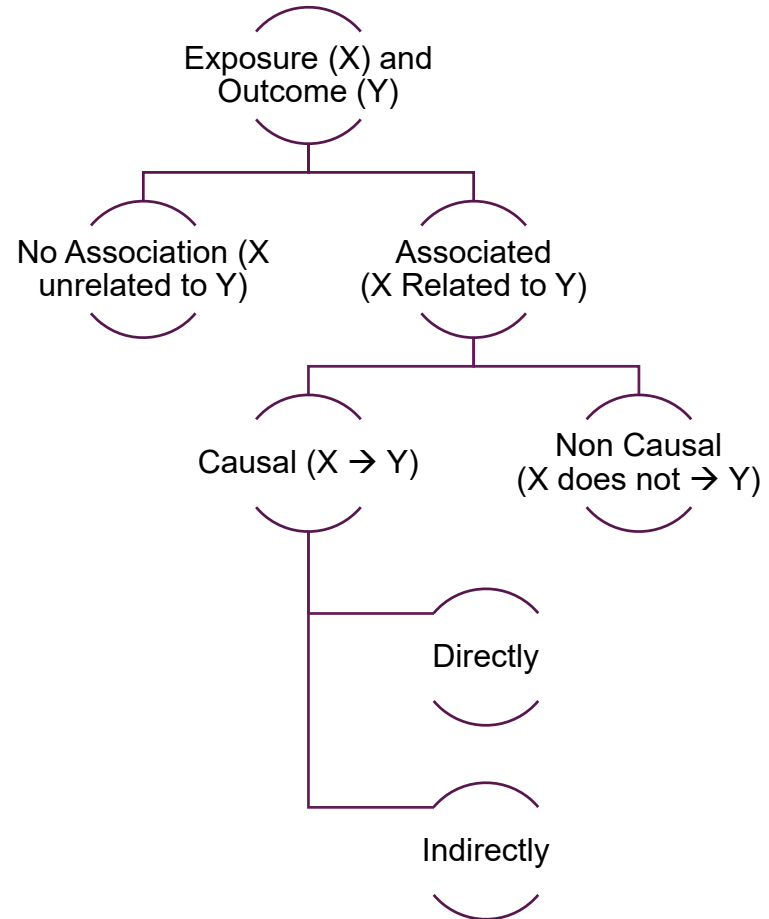 Exposure (X) and
Outcome (Y)
No Association (X
unrelated to Y)
Associated
(X Related to Y)
Causal (X → Y)
Non Causal
(X does not → Y)
Directly
Indirectly